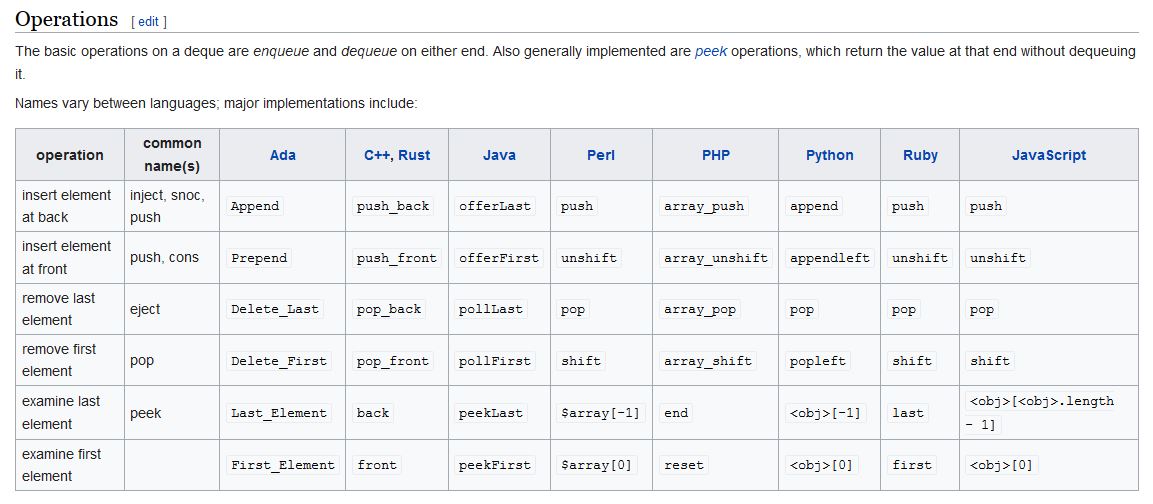 Operations [ edit ]
The basic operations on a deque are enqueue and dequeue on either end. Also generally implemented are peek operations, which return the value at that end without dequeuing
it.
Names vary between languages; major implementations include:
operation common name(s) Ada C++, Rust Java Perl PHP Python Ruby JavaScript
insert element at back inject, snoc, push Append push_back offerLast push array_push append push push
insert element at front push, cons Prepend push_front offerFirst unshift array_unshift appendleft unshift unshift
remove last element eject Delete_Last pop_back pollLast pop array_pop pop pop pop
remove first element pop Delete_First pop_front pollFirst shift array_shift popleft shift shift
examine last element peek Last_Element back peekLast $array[-1] end <obj>[-1] last <obj>[<obj>.length - 1]
examine first element First_Element front peekFirst $array[0] reset <obj>[0] first <obj>[0]